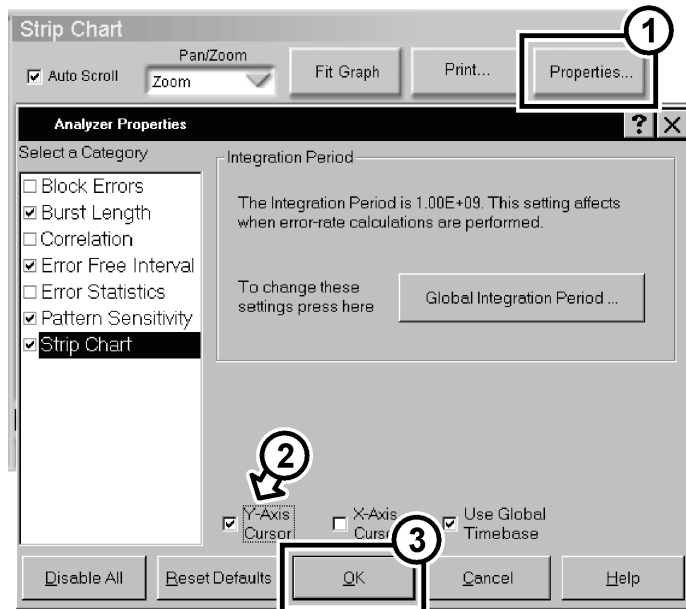 Strip Chart
1
Pan/Zoom
Auto Scroll
Zoom
Fit Graph
Print...
Properties...
Analyzer Properties
? X
Select a Category
Integration Period
Block Errors
Burst Length
Correlation
Error Free Interval
Error Statistics
Pattern Sensitivity
Strip Chart
The Integration Period is 1.00E+09. This setting affects
when error-rate calculations are performed.
To change these
settings press here
Global Integration Period ...
2
Y-Axis
Cursor
X-Axis
3
Use Global
Timebase
Disable All
Reset Defaults
OK
Cancel
Help